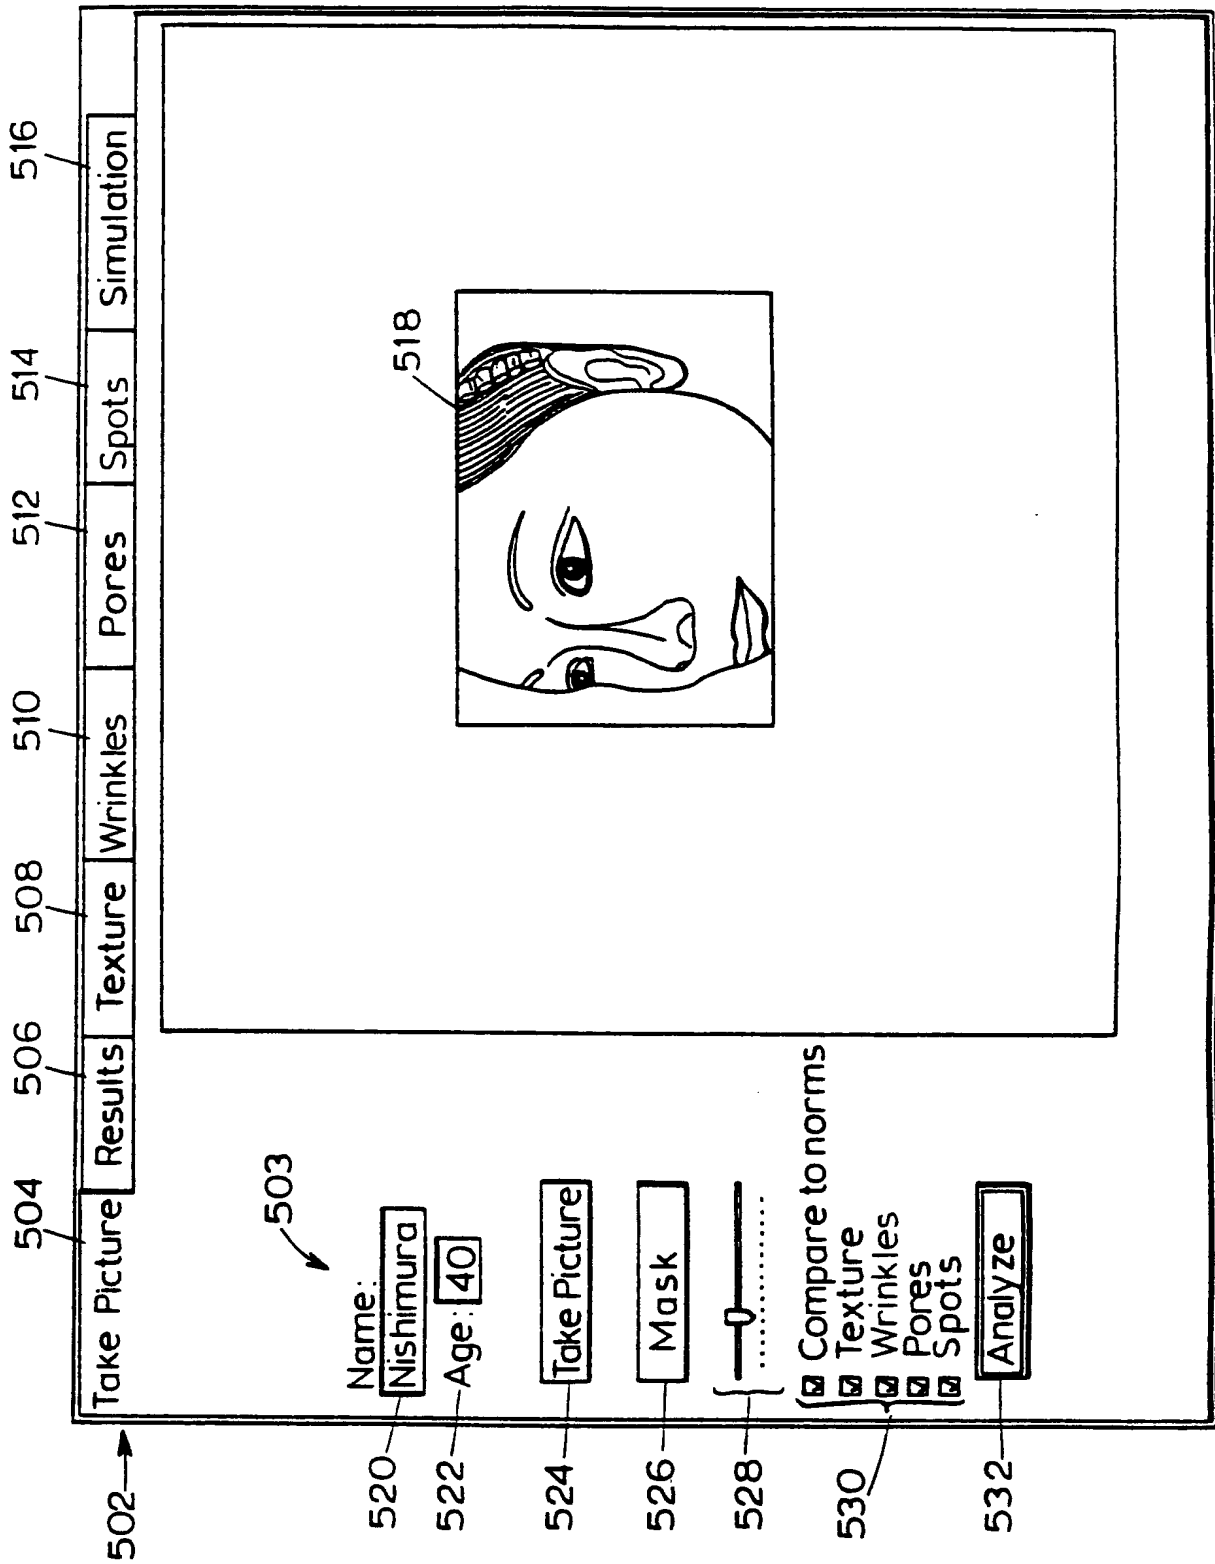 504 506 508 510 512 514 516
Take Picture Results Texture Wrinkles Pores Spots Simulation
502
503
518
Name:
520 Nishimura
522 Age: 40
524 Take Picture
526 Mask
528
530
Compare to norms
Texture
Wrinkles
Pores
Spots
532 Analyze